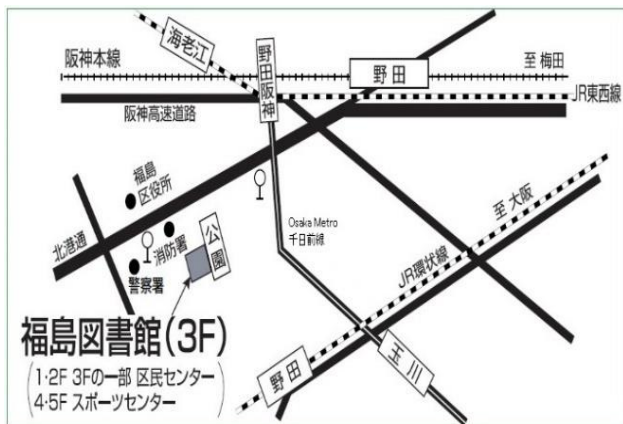 海老江
野田阪神
野田
阪神本線
至 梅田
JR東西線
阪神高速道路
福島
区役所
北港通
消防署
公園
警察署
Osaka Metro
千日前線
至 大阪
JR環状線
福島図書館(3F)
(1・2F 3Fの一部 区民センター
4・5F スポーツセンター)
野田
玉川